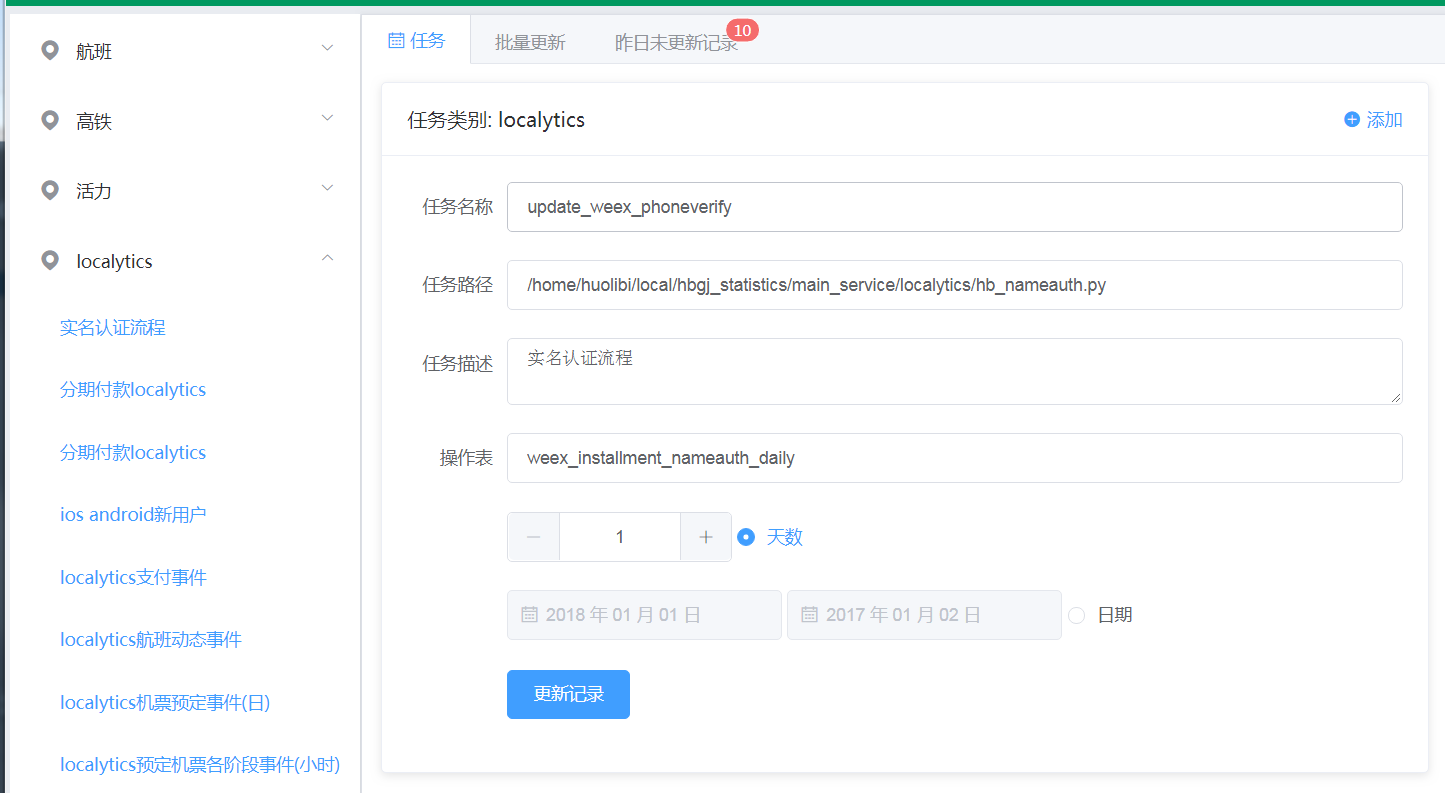 航班
高铁
活力
localytics
实名认证流程
分期付款localytics
分期付款localytics
ios android新用户
localytics支付事件
localytics航班动态事件
localytics机票预定事件(日)
localytics预定机票各阶段事件(小时)
任务
批量更新
昨日未更新记录
10
任务类别: localytics
添加
任务名称
update_weex_phoneverify
任务路径
/home/huolibi/local/hbgj_statistics/main_service/localytics/hb_nameauth.py
任务描述
实名认证流程
操作表
weex_installment_nameauth_daily
1
天数
2018 年 01 月 01 日
2017 年 01 月 02 日
日期
更新记录